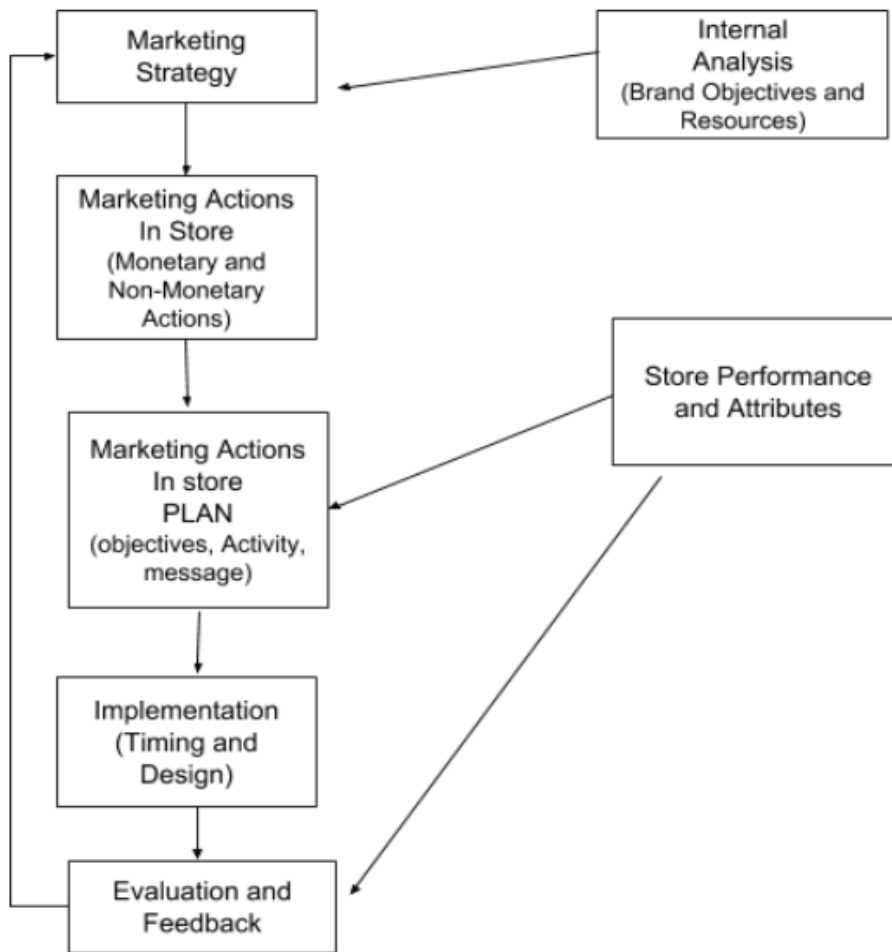 Marketing
Strategy
Internal
Analysis
(Brand Objectives and
Resources)
Marketing Actions
In Store
(Monetary and
Non-Monetary
Actions)
Store Performance
and Attributes
Marketing Actions
In store
PLAN
(objectives, Activity,
message)
Implementation
(Timing and
Design)
Evaluation and
Feedback